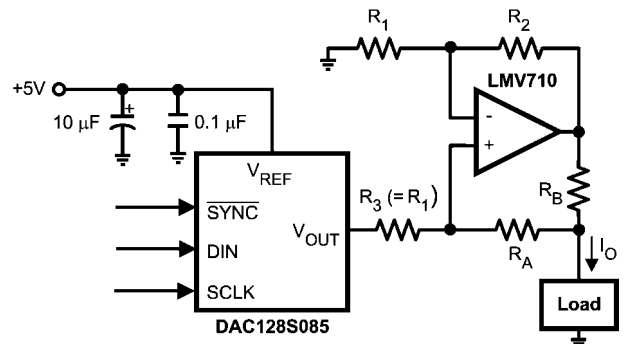 R1
R2
LMV710
+5V
+
10 µF
0.1 µF
-
+
VREF
RB
R3 (= R1)
SYNC
VOUT
DIN
RA
IO
SCLK
Load
DAC128S085